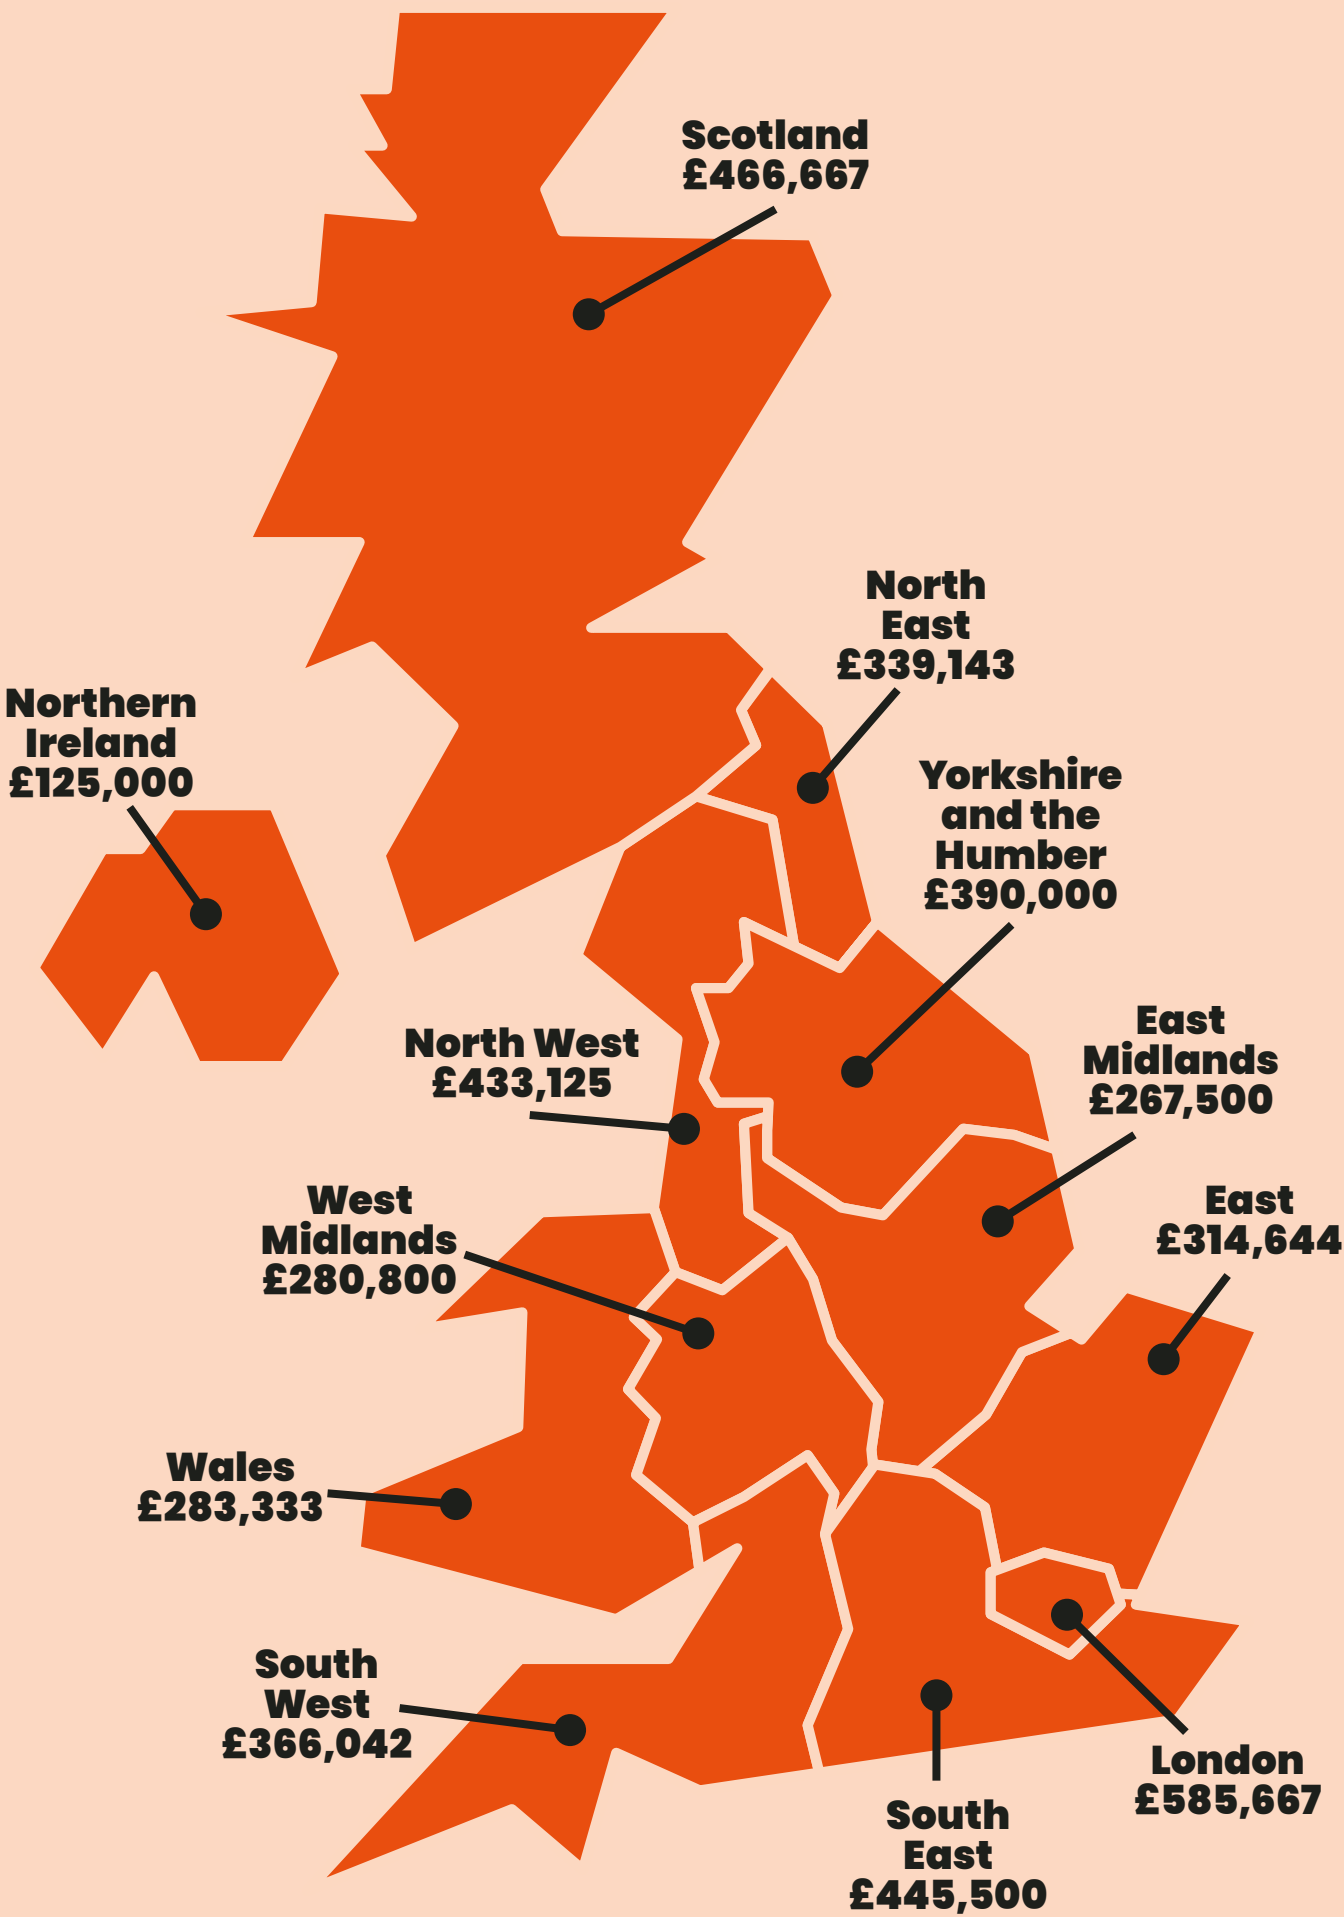 Scotland
£466,667
North
East
£339,143
Northern
Ireland
£125,000
Yorkshire
and the
Humber
£390,000
East
Midlands
£267,500
North West
£433,125
West
Midlands
£280,800
East
£314,644
Wales
£283,333
South
West
£366,042
London
£585,667
South
East
£445,500